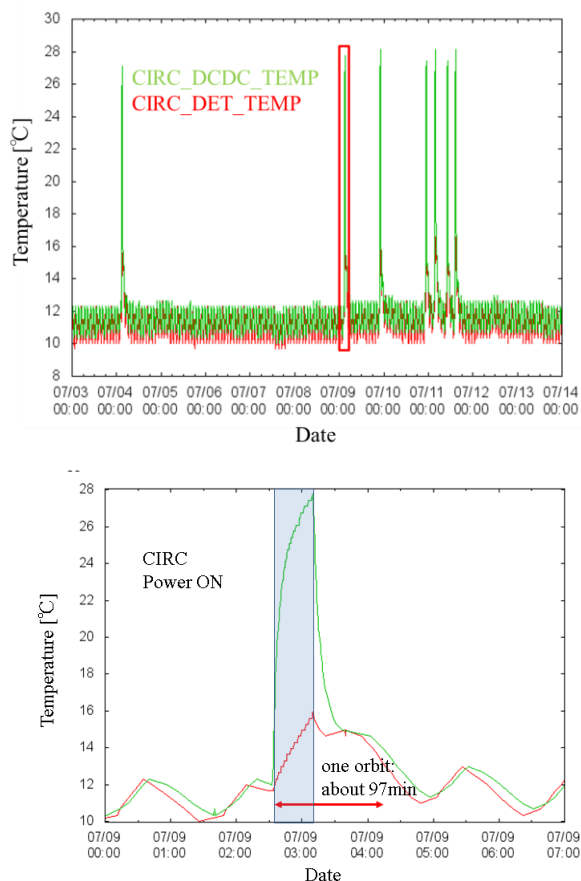 30
28
26
24
22
20
18
16
14
12
10
8
Temperature [℃]
CIRC_DCDC_TEMP
CIRC_DET_TEMP
07/03 07/04 07/05 07/06 07/07 07/08 07/09 07/10 07/11 07/12 07/13 07/14
00:00 00:00 00:00 00:00 00:00 00:00 00:00 00:00 00:00 00:00 00:00 00:00
Date
28
26
24
22
20
18
16
14
12
10
Temperature [℃]
CIRC
Power ON
one orbit:
about 97min
07/09 07/09 07/09 07/09 07/09 07/09 07/09 07/09
00:00 01:00 02:00 03:00 04:00 05:00 06:00 07:00
Date